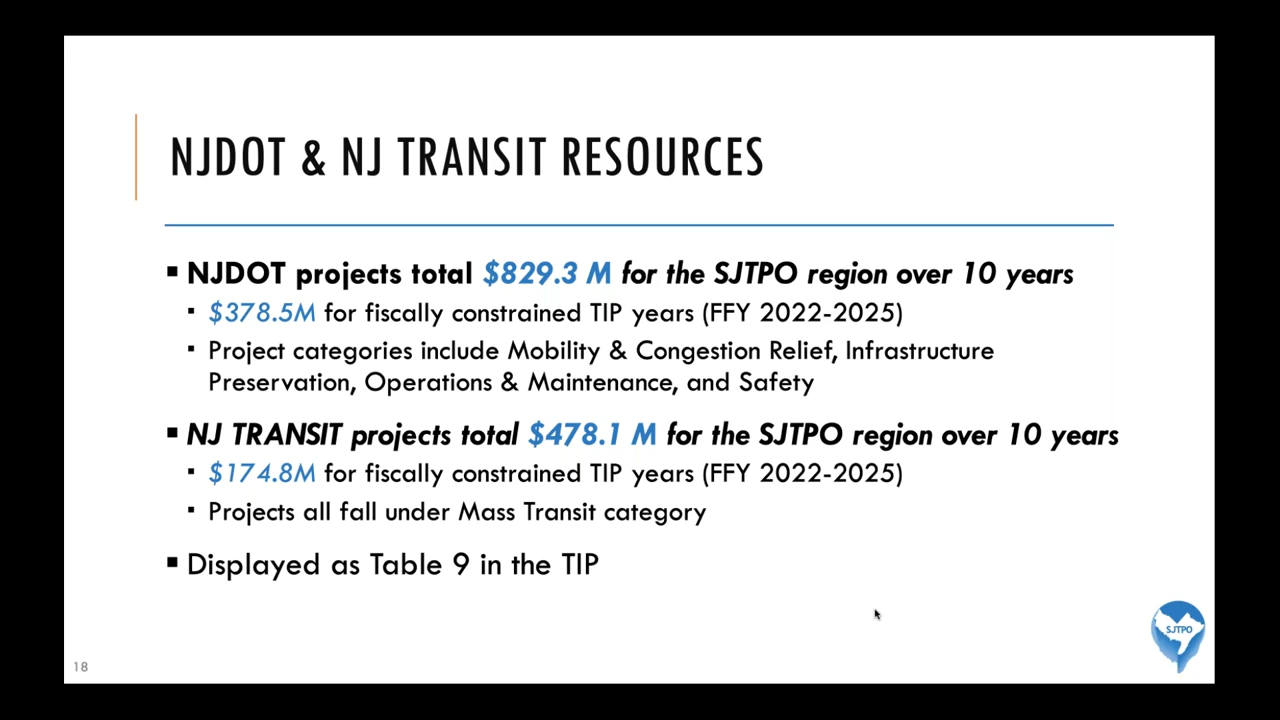 NJDOT & NJ TRANSIT RESOURCES
▪ NJDOT projects total $829.3 M for the SJTPO region over 10 years
▪ $378.5M for fiscally constrained TIP years (FFY 2022-2025)
▪ Project categories include Mobility & Congestion Relief, Infrastructure
Preservation, Operations & Maintenance, and Safety
▪ NJ TRANSIT projects total $478.1 M for the SJTPO region over 10 years
▪ $174.8M for fiscally constrained TIP years (FFY 2022-2025)
▪ Projects all fall under Mass Transit category
▪ Displayed as Table 9 in the TIP
SJTPO
18